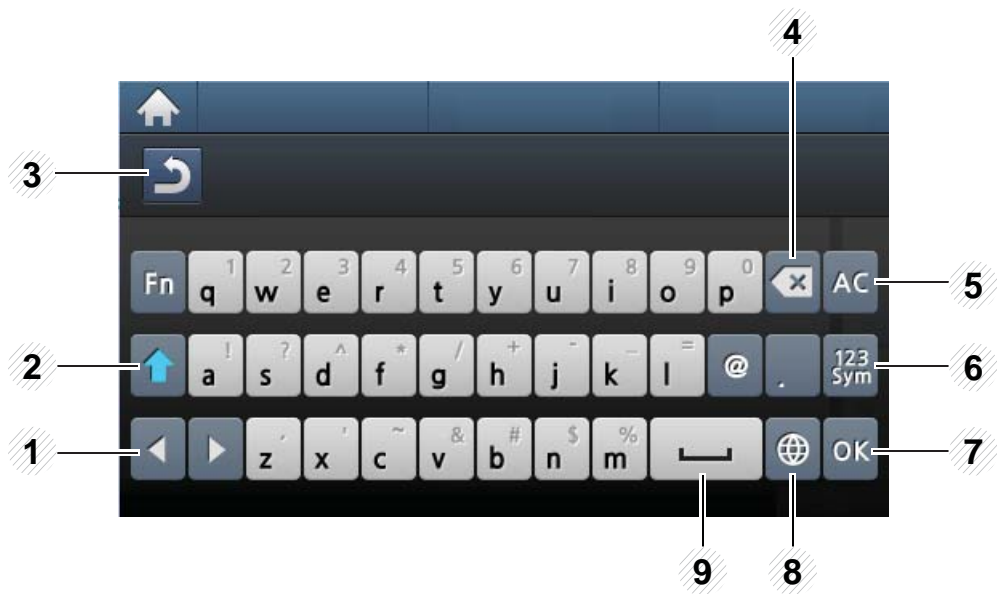 4
3
Fn 1 q 2 w 3 e 4 r 5 t 6 y 7 u 8 i 9 o 0 p AC 5
2 ! a ? s ^ d * f / g + h - j _ k = l @ . 123 Sym 6
1 ´ z ' x ~ c & v # b $ n % m OK 7
9 8